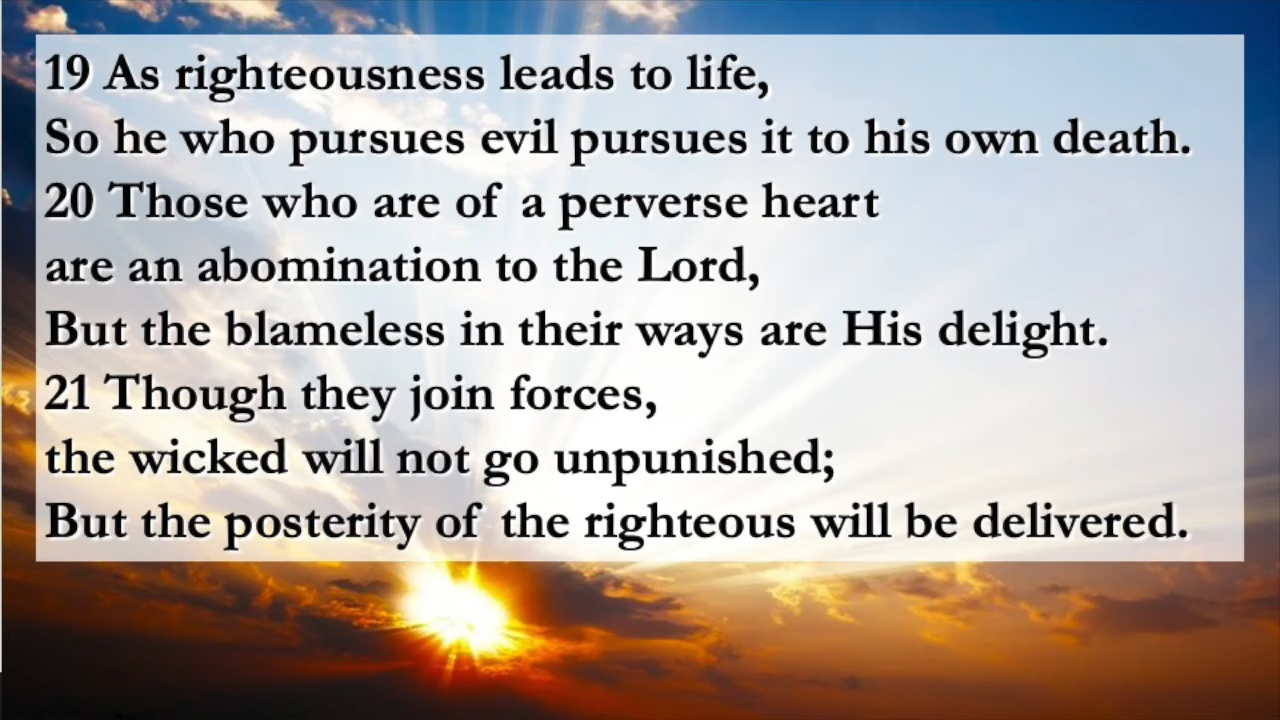 19 As righteousness leads to life,
So he who pursues evil pursues it to his own death.
20 Those who are of a perverse heart
are an abomination to the Lord,
But the blameless in their ways are His delight.
21 Though they join forces,
the wicked will not go unpunished;
But the posterity of the righteous will be delivered.